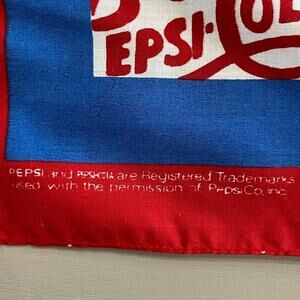 EPSI-COL
PEPSI and PEPSI-COLA are Registered Trademarks
used with the permission of PepsiCo, Inc.